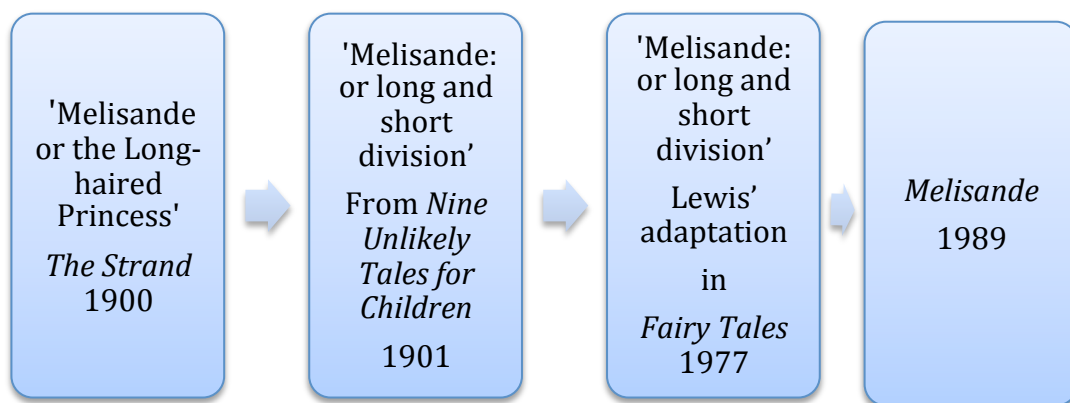 'Melisande
or the Long-
haired
Princess'
The Strand
1900
'Melisande:
or long and
short
division’
From Nine
Unlikely
Tales for
Children
1901
'Melisande:
or long and
short
division’
Lewis’
adaptation
in
Fairy Tales
1977
Melisande
1989